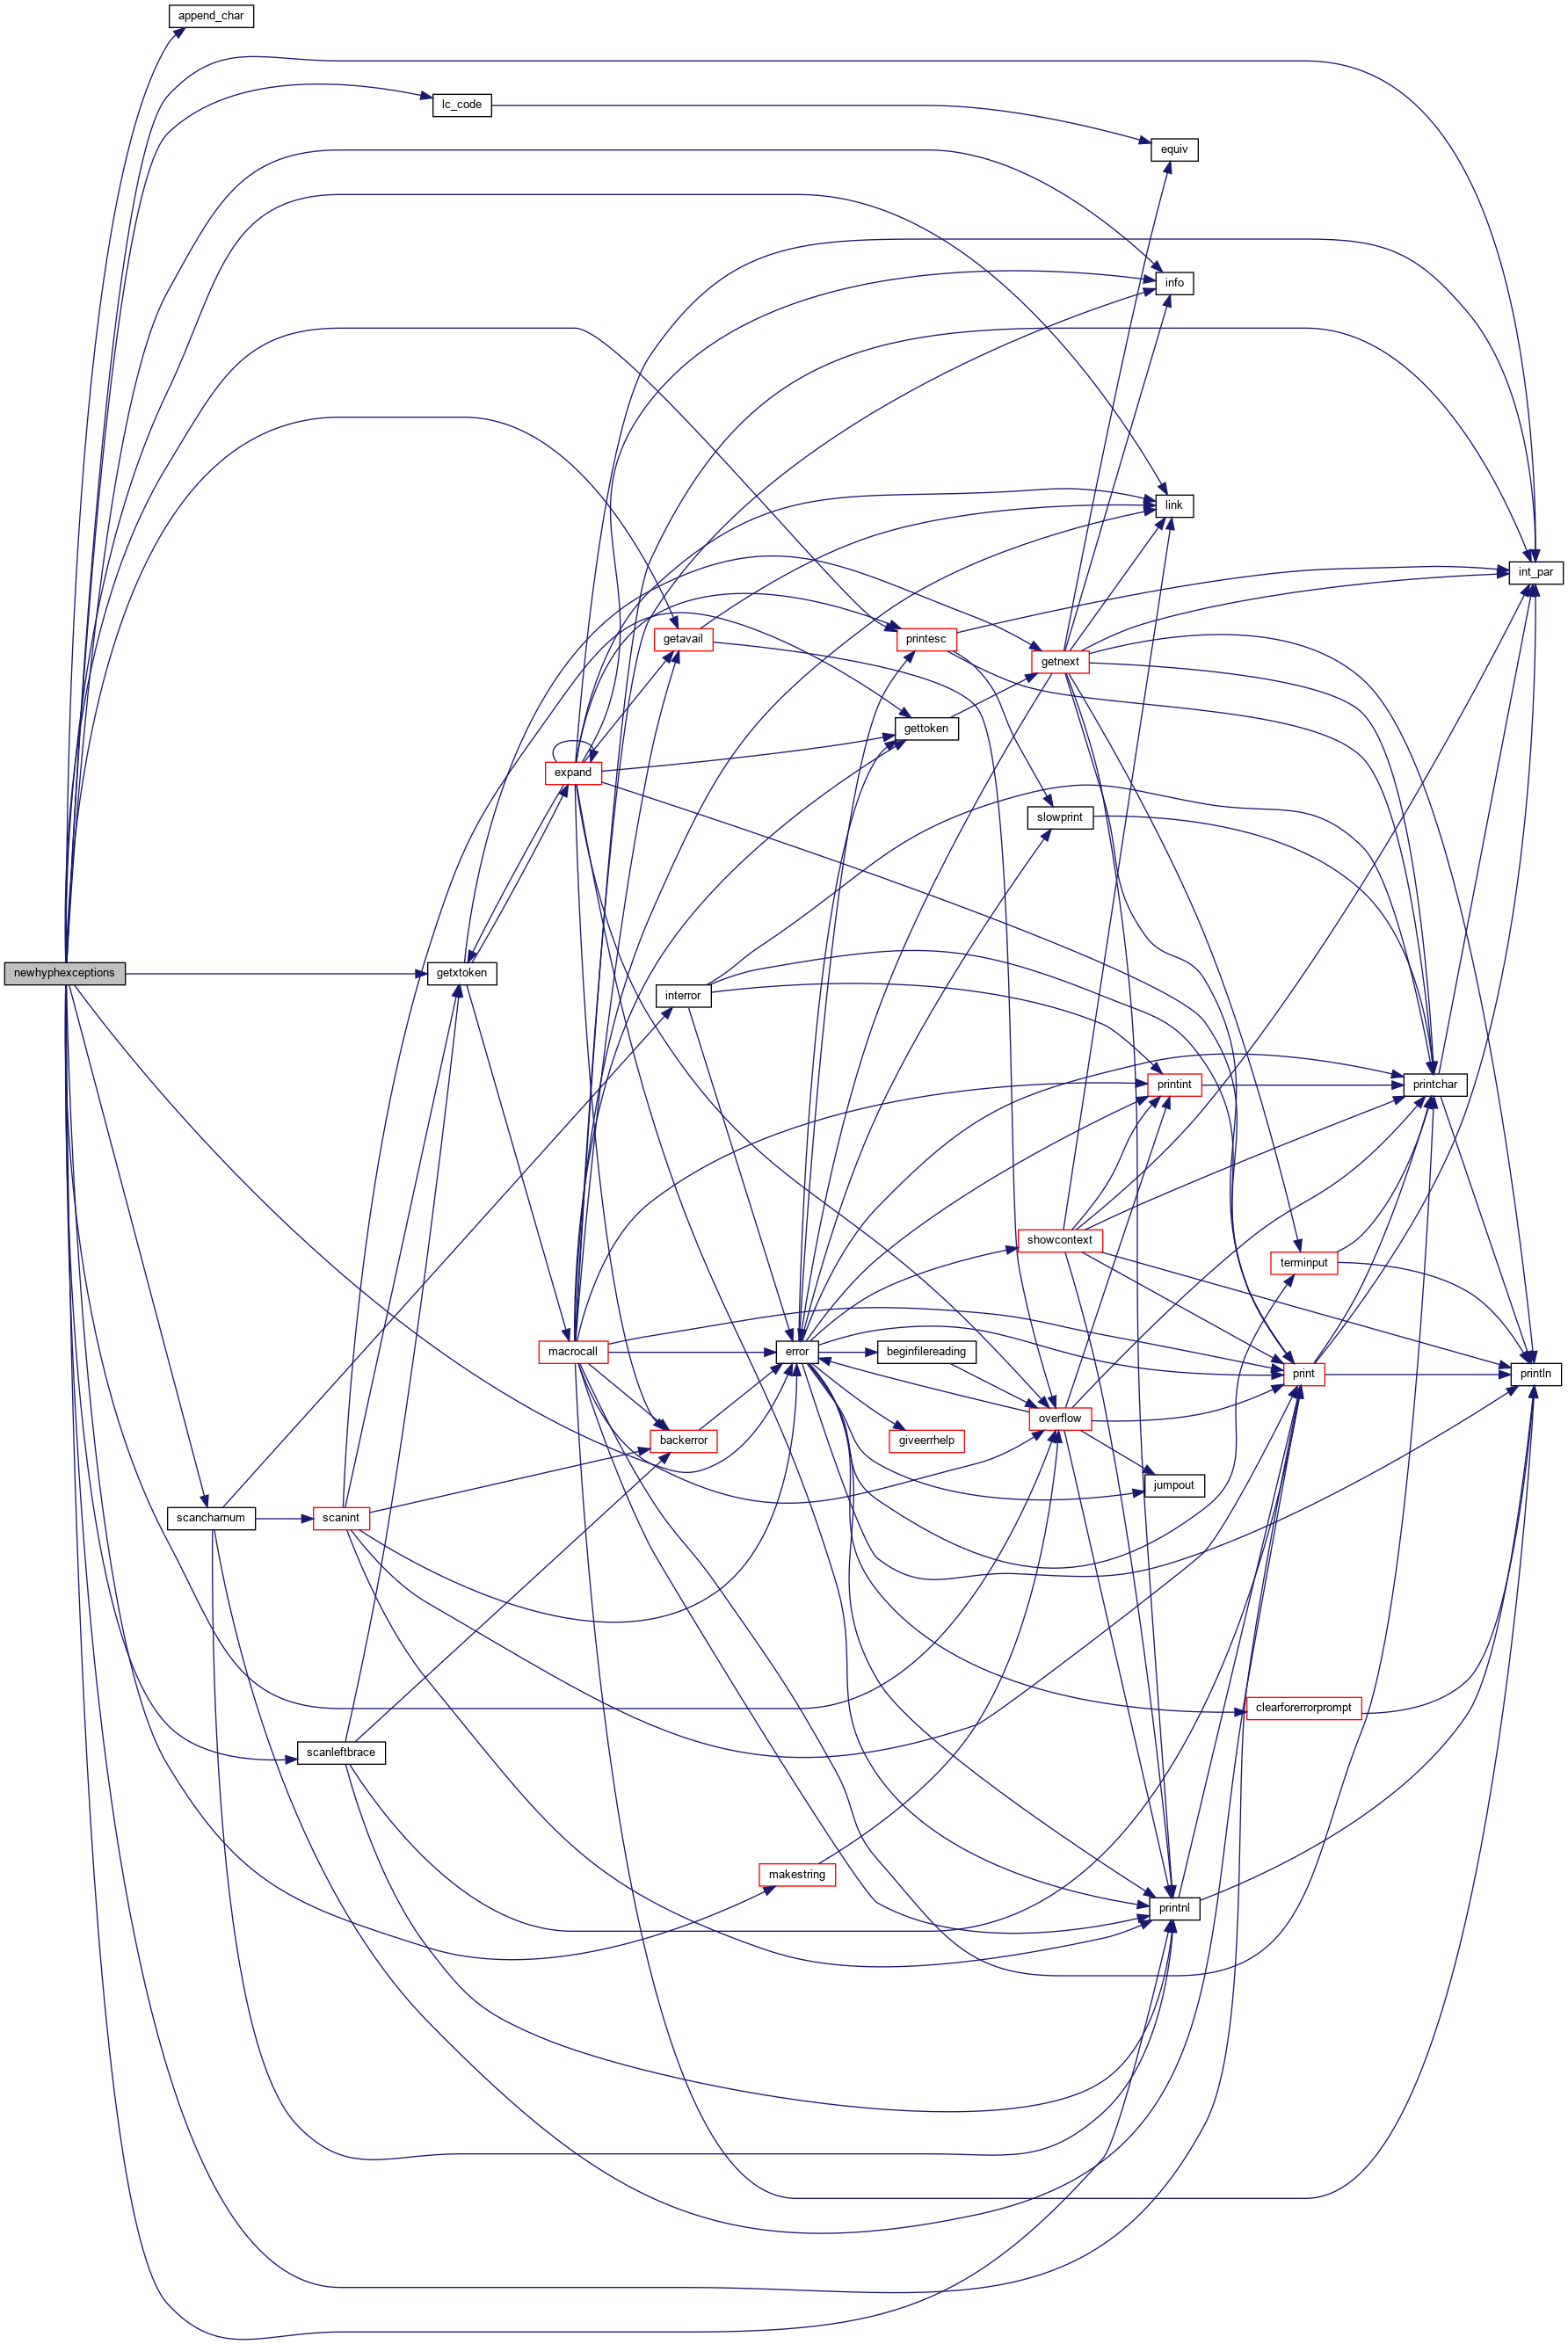 append_char
lc_code
equiv
info
link
int_par
getavail
printesc
getnext
gettoken
expand
slowprint
newhyphexceptions
getxtoken
interror
printint
printchar
showcontext
terminput
macrocall
error
beginfilereading
print
println
overflow
backerror
giveerrhelp
jumpout
scancharnum
scanint
clearforerrorprompt
scanleftbrace
makestring
printnl